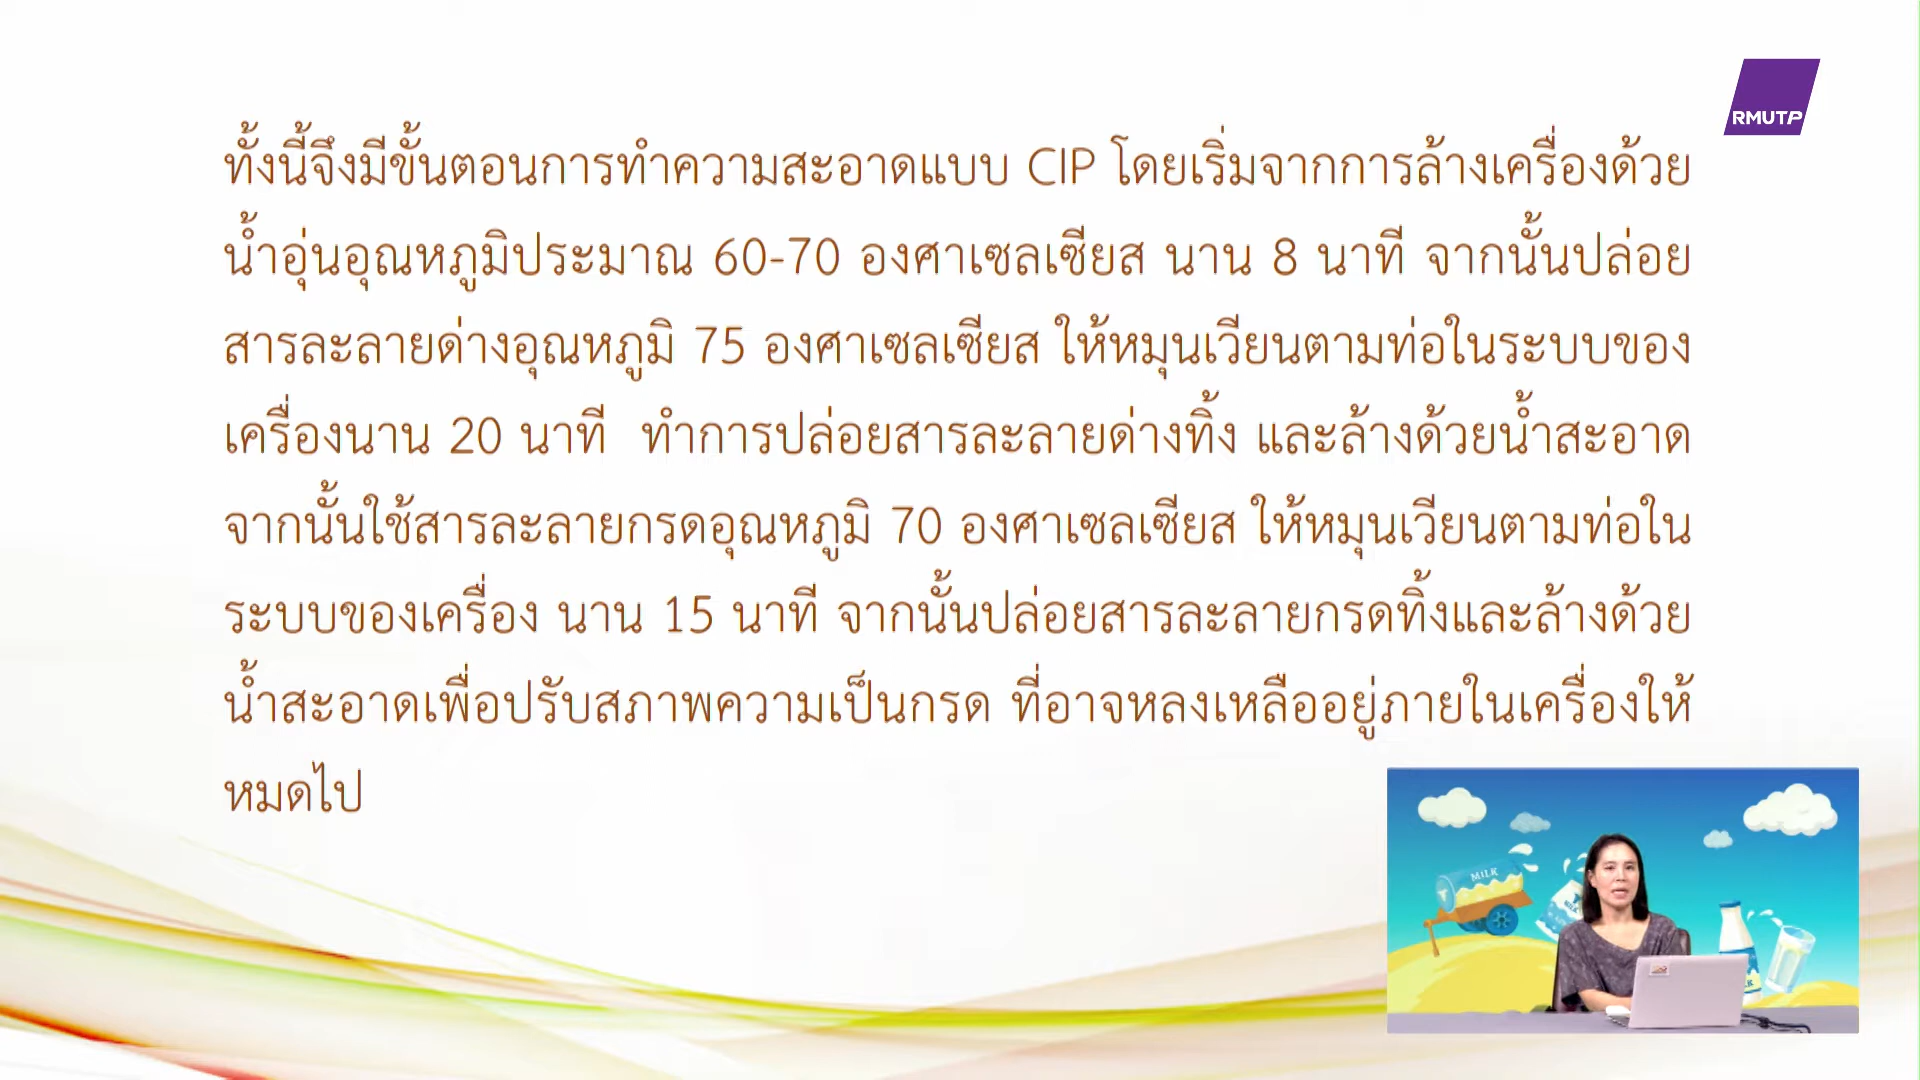 RMUTP
ทั้งนี้จึงมีขั้นตอนการทำความสะอาดแบบ CIP โดยเริ่มจากการล้างเครื่องด้วย
น้ำอุ่นอุณหภูมิประมาณ 60-70 องศาเซลเซียส นาน 8 นาที จากนั้นปล่อย
สารละลายด่างอุณหภูมิ 75 องศาเซลเซียส ให้หมุนเวียนตามท่อในระบบของ
เครื่องนาน 20 นาที ทำการปล่อยสารละลายด่างทิ้ง และล้างด้วยน้ำสะอาด
จากนั้นใช้สารละลายกรดอุณหภูมิ 70 องศาเซลเซียส ให้หมุนเวียนตามท่อใน
ระบบของเครื่อง นาน 15 นาที จากนั้นปล่อยสารละลายกรดทิ้งและล้างด้วย
น้ำสะอาดเพื่อปรับสภาพความเป็นกรด ที่อาจหลงเหลืออยู่ภายในเครื่องให้
หมดไป
MILK